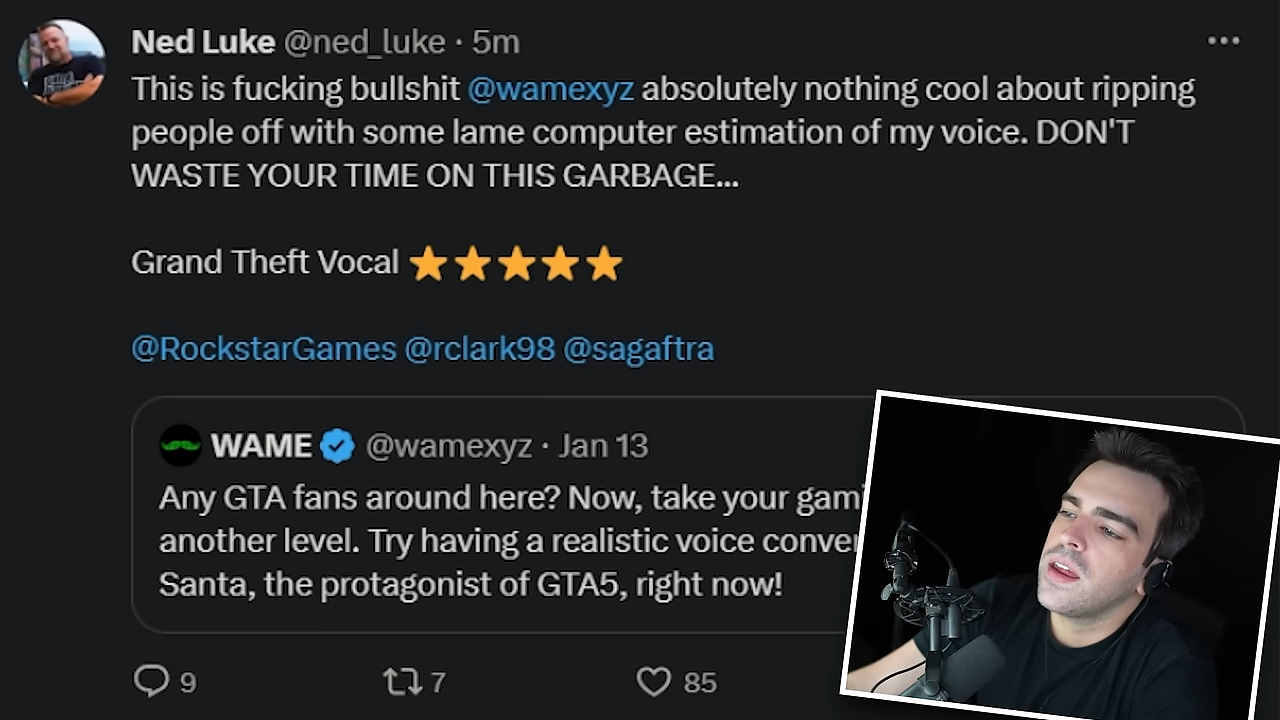 Ned Luke @ned_luke · 5m
This is fucking bullshit @wamexyz absolutely nothing cool about ripping
people off with some lame computer estimation of my voice. DON'T
WASTE YOUR TIME ON THIS GARBAGE...
Grand Theft Vocal ⭐⭐⭐⭐⭐
@RockstarGames @rclark98 @sagaftra
WAME @wamexyz · Jan 13
Any GTA fans around here? Now, take your
another level. Try having a realistic voice
Santa, the protagonist of GTA5, right now!
9 7 85